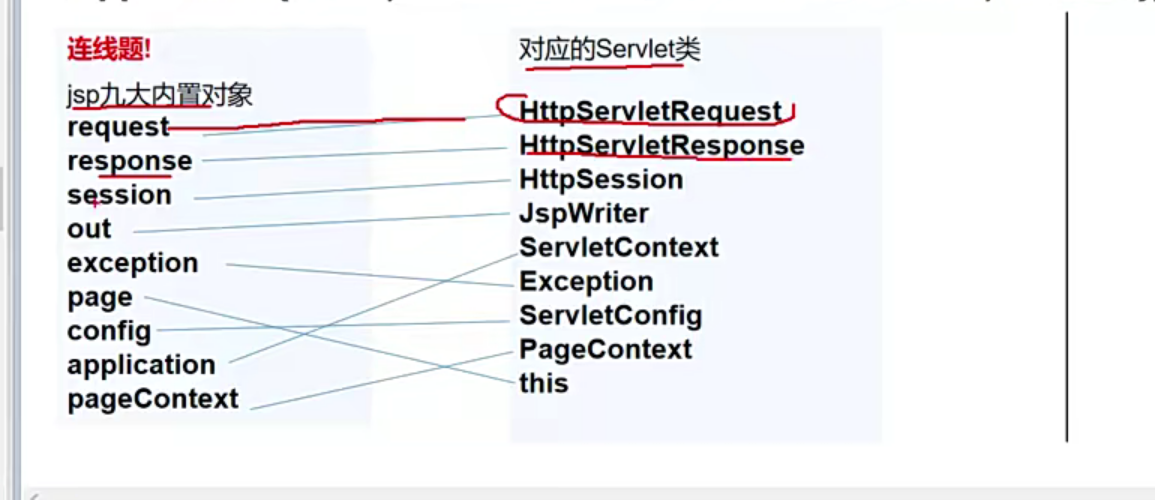 连线题!
jsp九大内置对象
request
response
session
out
exception
page
config
application
pageContext
对应的Servlet类
HttpServletRequest
HttpServletResponse
HttpSession
JspWriter
ServletContext
Exception
ServletConfig
PageContext
this